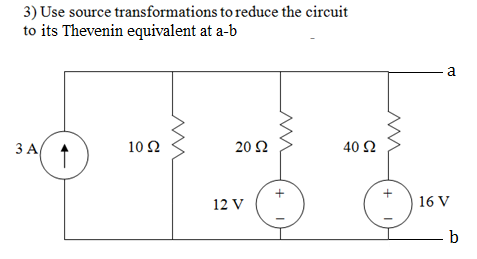 3) Use source transformations to reduce the circuit
to its Thevenin equivalent at a-b
a
3 A
10 Ω
20 Ω
40 Ω
+
+
12 V
16 V
b